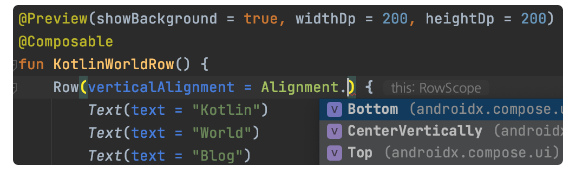 @Preview(showBackground = true, widthDp = 200, heightDp = 200)
@Composable
fun KotlinWorldRow() {
Row(verticalAlignment = Alignment.) { this: RowScope
Text(text = "Kotlin")
V Bottom (androidx.compose.u
Text(text = "World")
V CenterVertically (androidx.
Text(text = "Blog")
V Top (androidx.compose.ui)